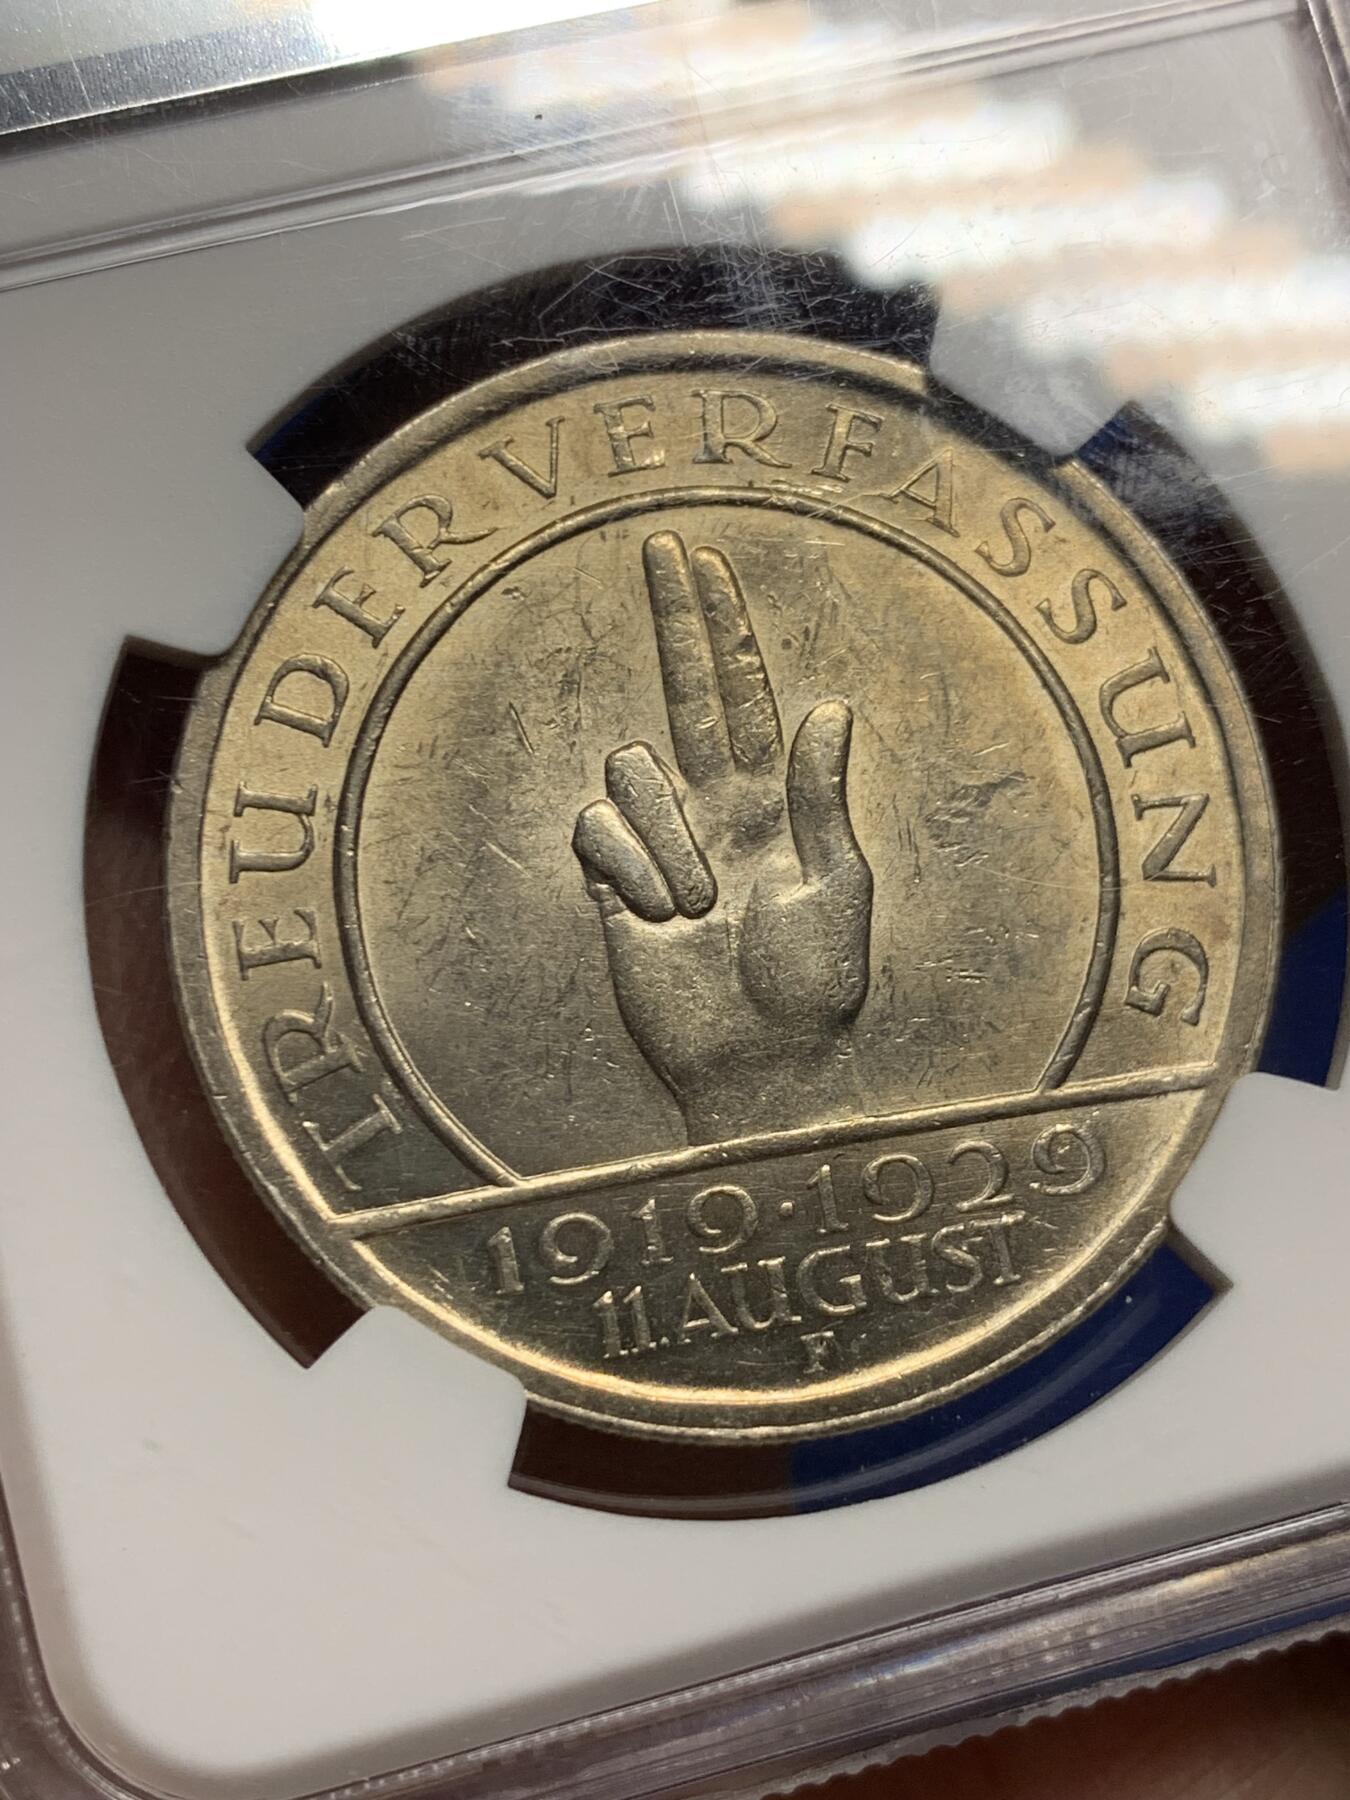 TREU DER VERFASSUNG
1919·1929
11.AUGUST
F